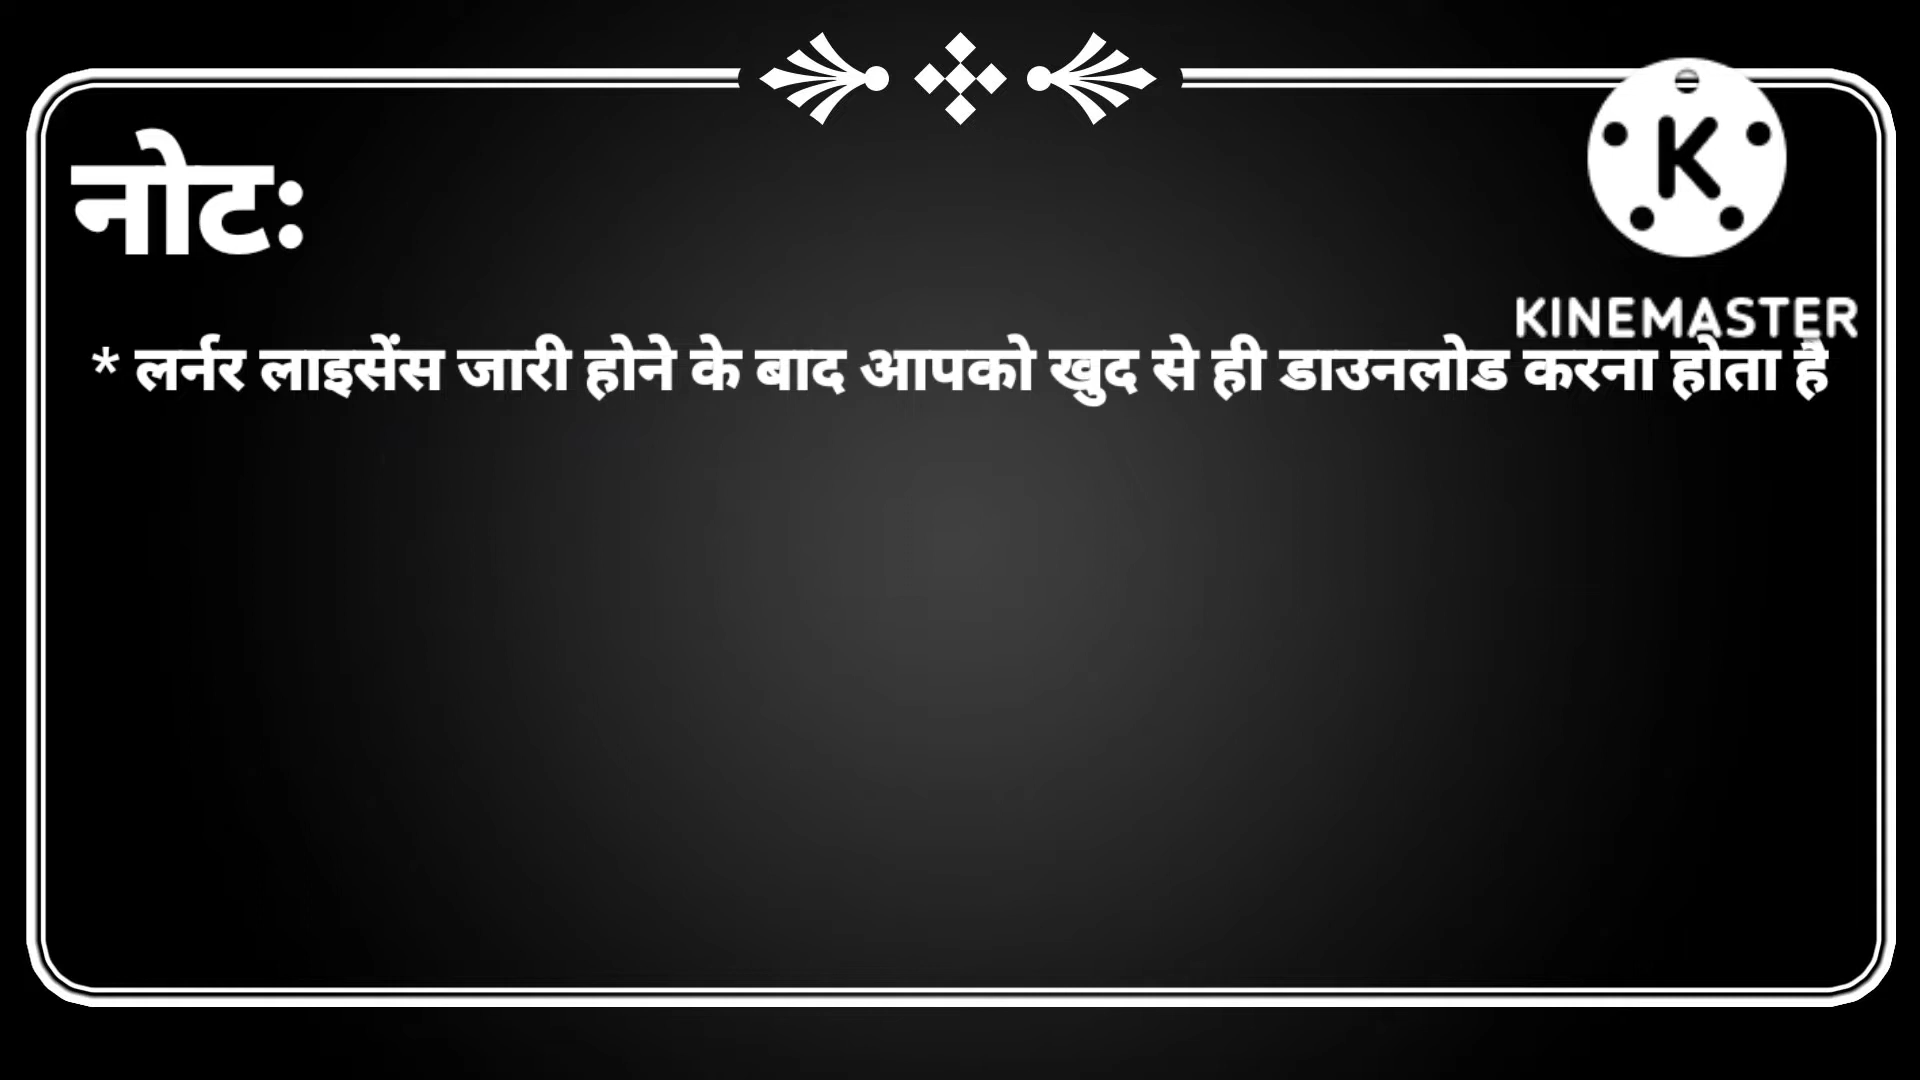 नोटः
KINEMASTER
* लर्नर लाइसेंस जारी होने के बाद आपको खुद से ही डाउनलोड करना होता है